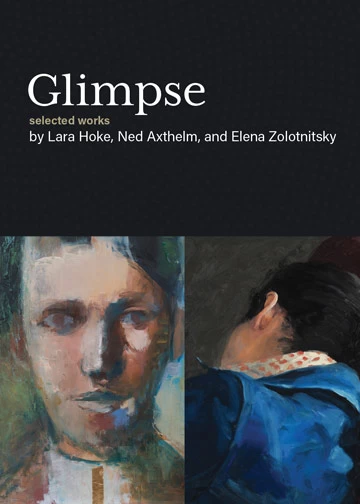 Glimpse
selected works
by Lara Hoke, Ned Axthelm, and Elena Zolotnitsky